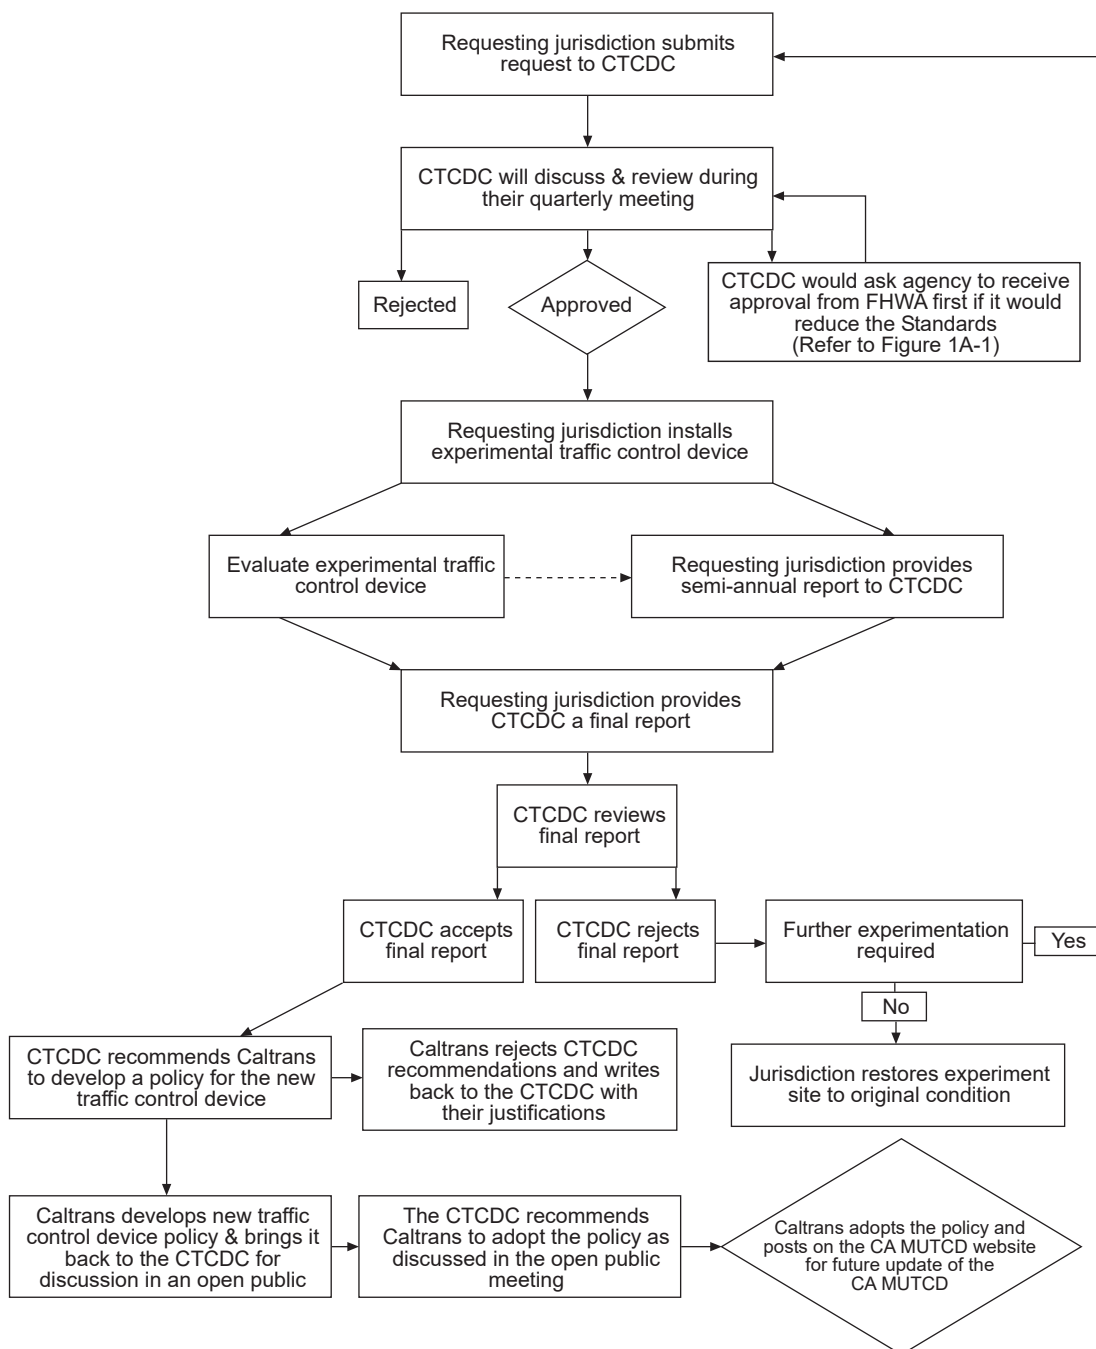 Requesting jurisdiction submits
request to CTCDC
CTCDC will discuss & review during
their quarterly meeting
Rejected
Approved
CTCDC would ask agency to receive
approval from FHWA first if it would
reduce the Standards
(Refer to Figure 1A-1)
Requesting jurisdiction installs
experimental traffic control device
Evaluate experimental traffic
control device
Requesting jurisdiction provides
semi-annual report to CTCDC
Requesting jurisdiction provides
CTCDC a final report
CTCDC reviews
final report
CTCDC accepts
final report
CTCDC rejects
final report
Further experimentation
required
Yes
No
CTCDC recommends Caltrans
to develop a policy for the new
traffic control device
Caltrans rejects CTCDC
recommendations and writes
back to the CTCDC with
their justifications
Jurisdiction restores experiment
site to original condition
Caltrans develops new traffic
control device policy & brings it
back to the CTCDC for
discussion in an open public
The CTCDC recommends
Caltrans to adopt the policy as
discussed in the open public
meeting
Caltrans adopts the policy and
posts on the CA MUTCD website
for future update of the
CA MUTCD